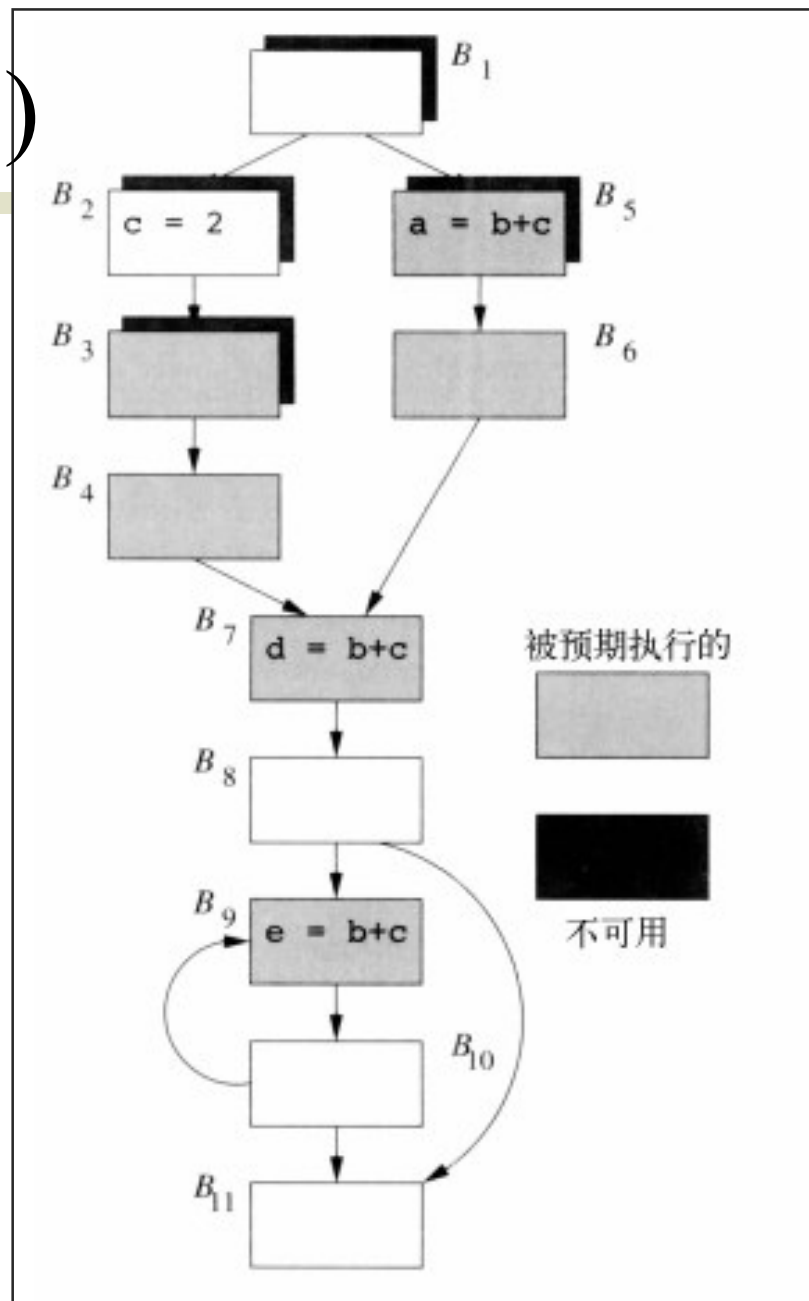 )
B1
B2
c = 2
a = b+c
B5
B3
B6
B4
B7
d = b+c
被预期执行的
B8
B9
e = b+c
不可用
B10
B11